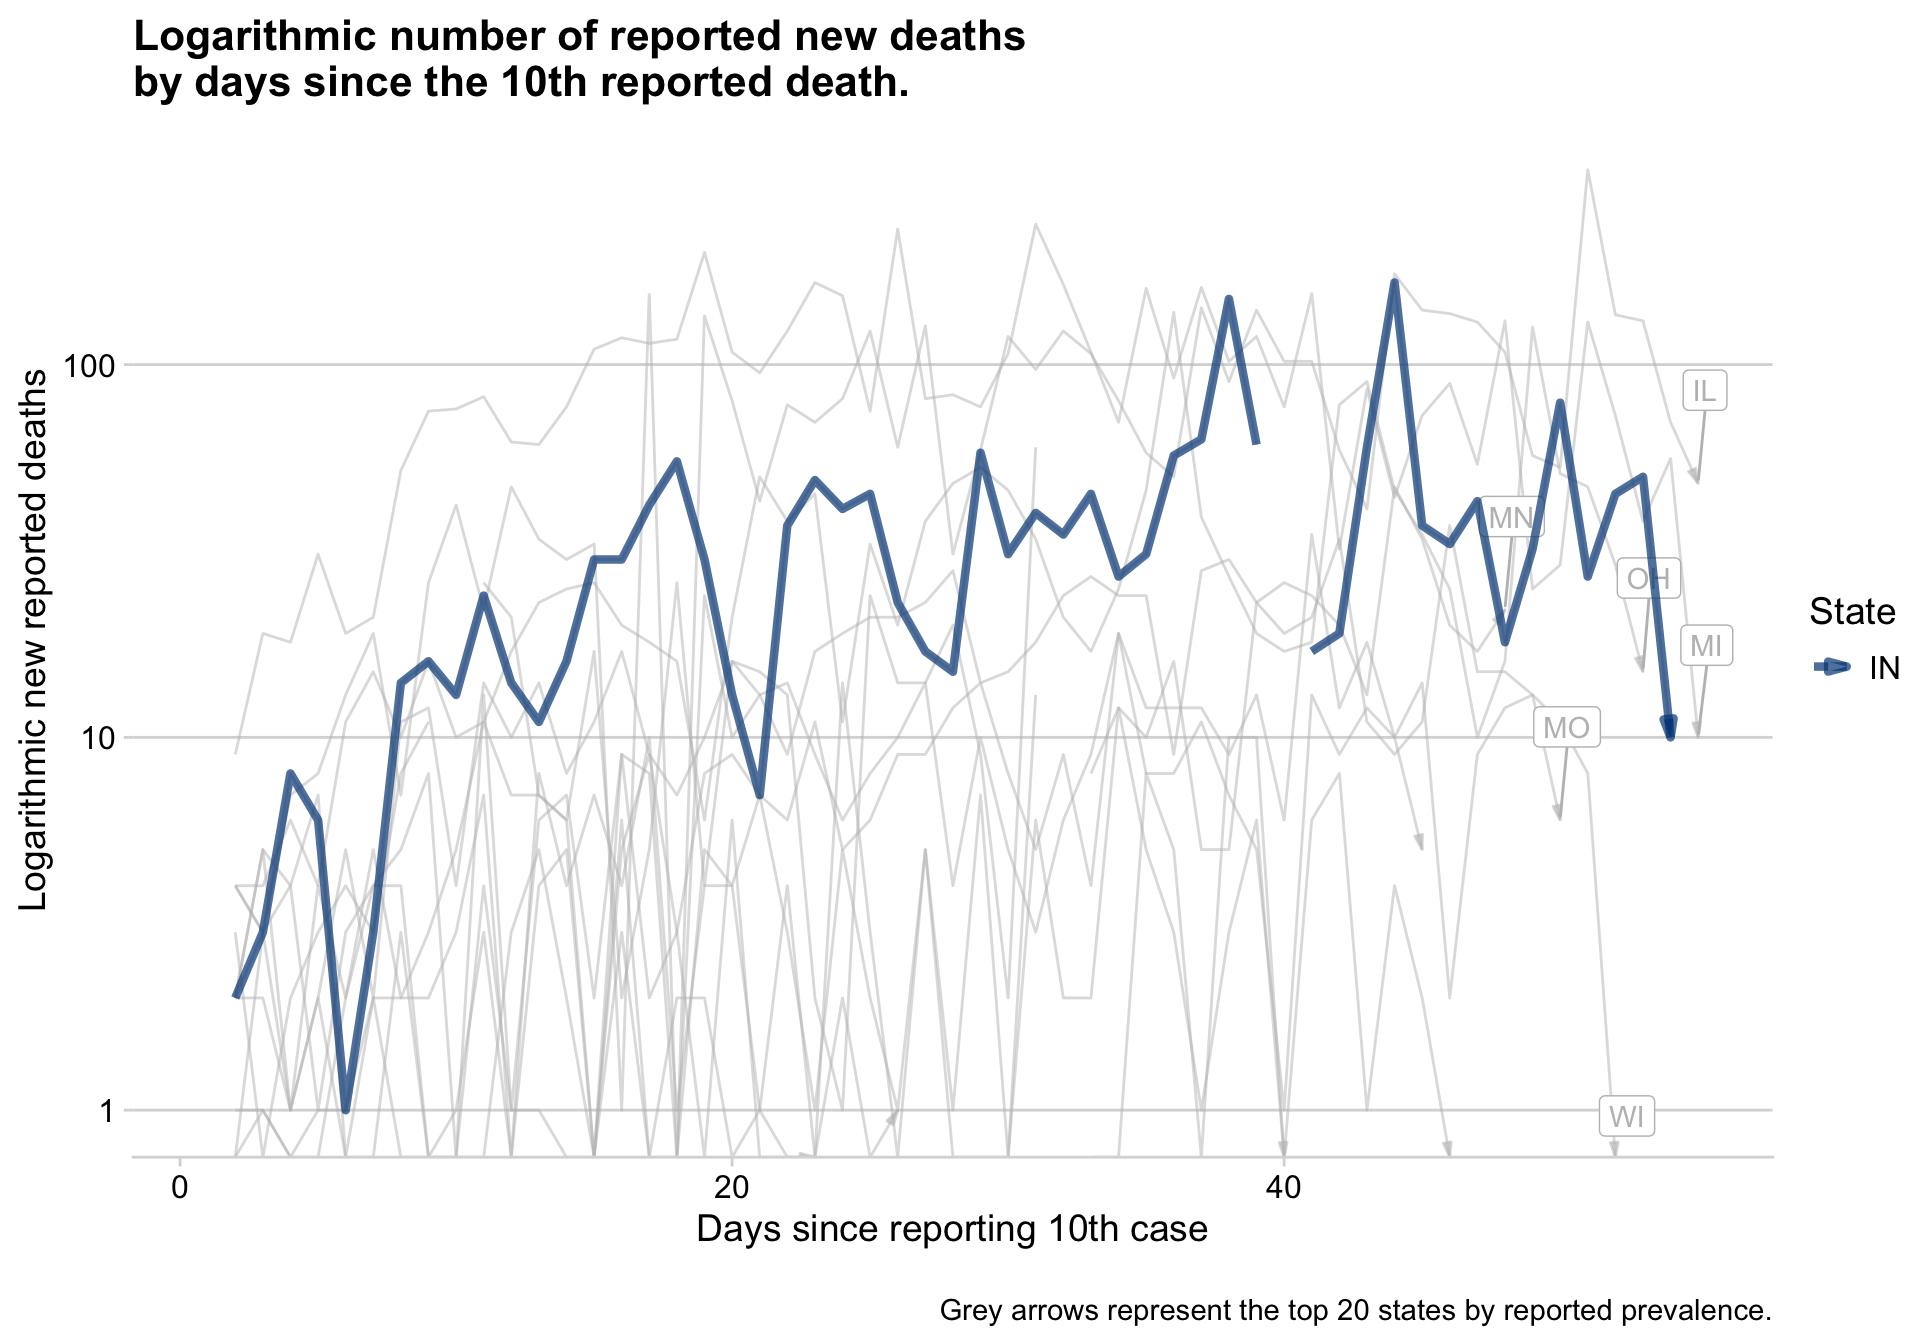 Logarithmic number of reported new deaths
by days since the 10th reported death.
Logarithmic new reported deaths
100
10
1
IL
MN
OH
MI
MO
WI
State
IN
0
20
40
Days since reporting 10th case
Grey arrows represent the top 20 states by reported prevalence.